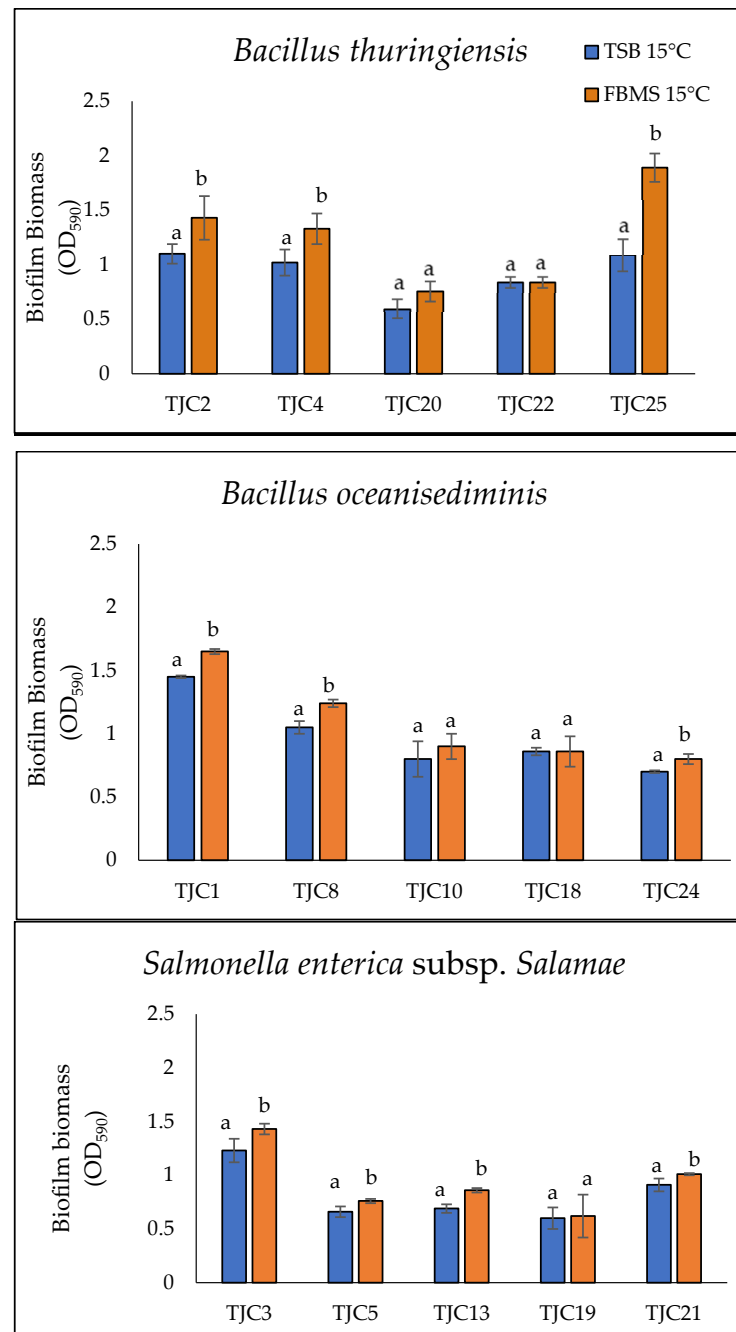 Bacillus thuringiensis
TSB 15°C
FBMS 15°C
Biofilm Biomass
(OD590)
2.5
2
1.5
1
0.5
0
a b a b a a a a a b
TJC2 TJC4 TJC20 TJC22 TJC25
Bacillus oceanisediminis
Biofilm Biomass
(OD590)
2.5
2
1.5
1
0.5
0
a b a b a a a a a b
TJC1 TJC8 TJC10 TJC18 TJC24
Salmonella enterica subsp. Salamae
Biofilm biomass
(OD590)
2.5
2
1.5
1
0.5
0
a b a b a b a a a b
TJC3 TJC5 TJC13 TJC19 TJC21